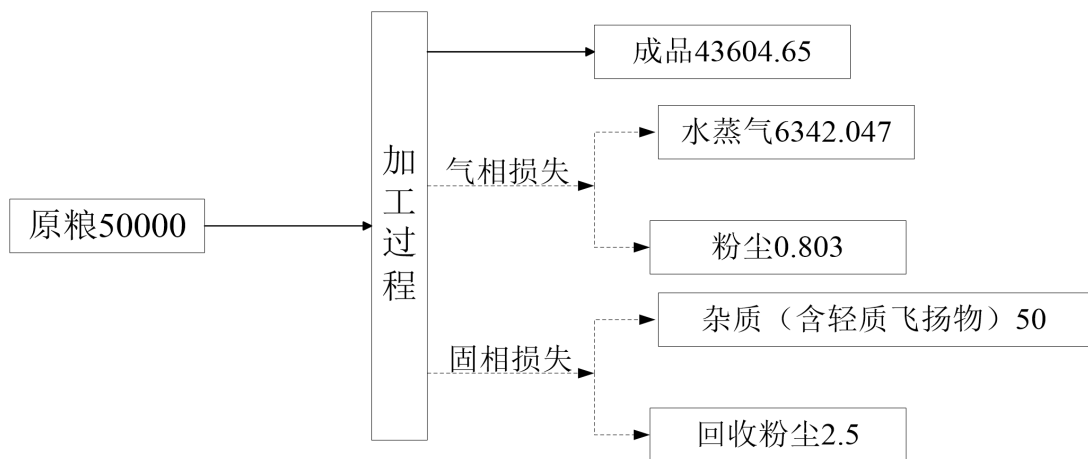 原粮50000
加工过程
成品43604.65
气相损失
水蒸气6342.047
粉尘0.803
固相损失
杂质（含轻质飞扬物）50
回收粉尘2.5